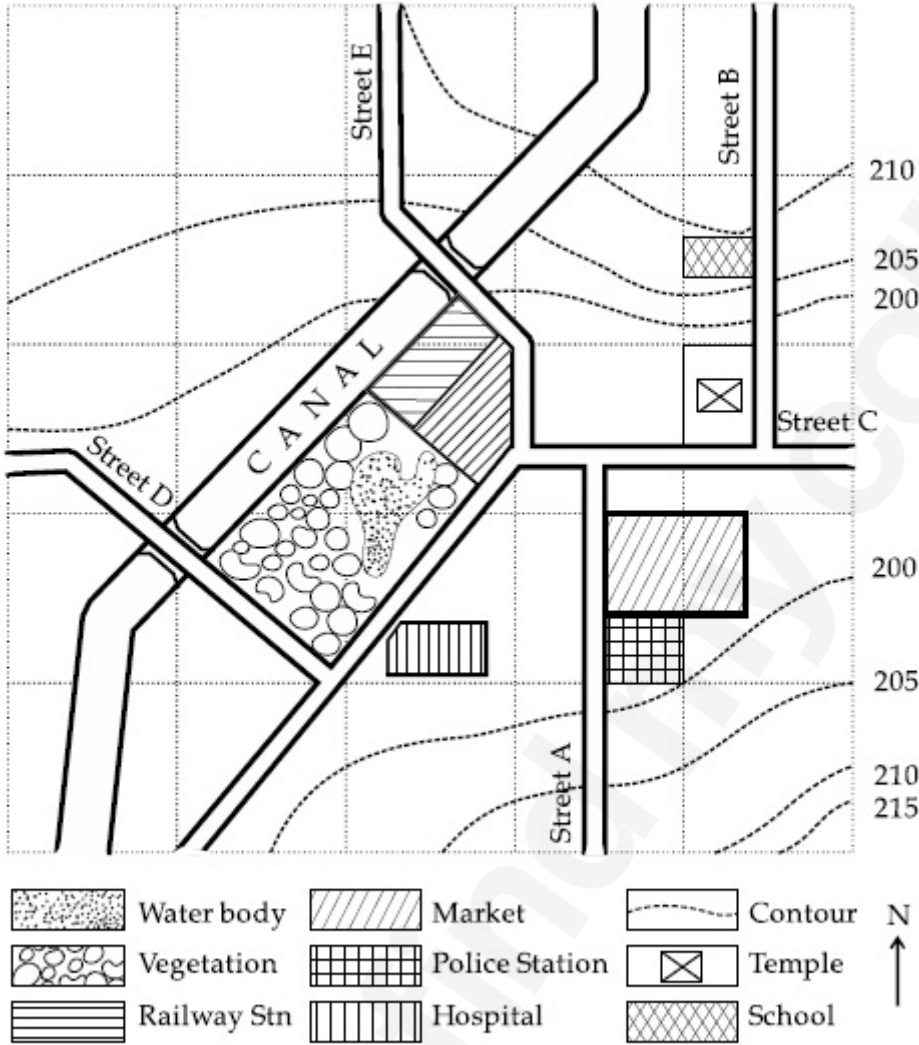 Street E
Street B
210
205
200
CANAL
Street C
Street D
200
205
Street A
210
215
Water body
Market
Contour
N
Vegetation
Police Station
Temple
Railway Stn
Hospital
School